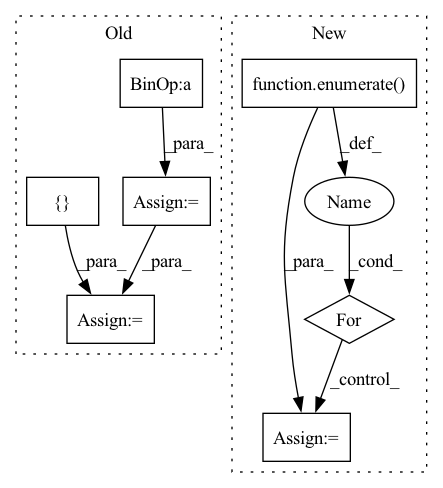 Old
New
BinOp:a
function.enumerate()
_para_
_def_
{}
Assign:=
Name
_para_
_para_
_para_
_cond_
Assign:=
For
_control_
Assign:=